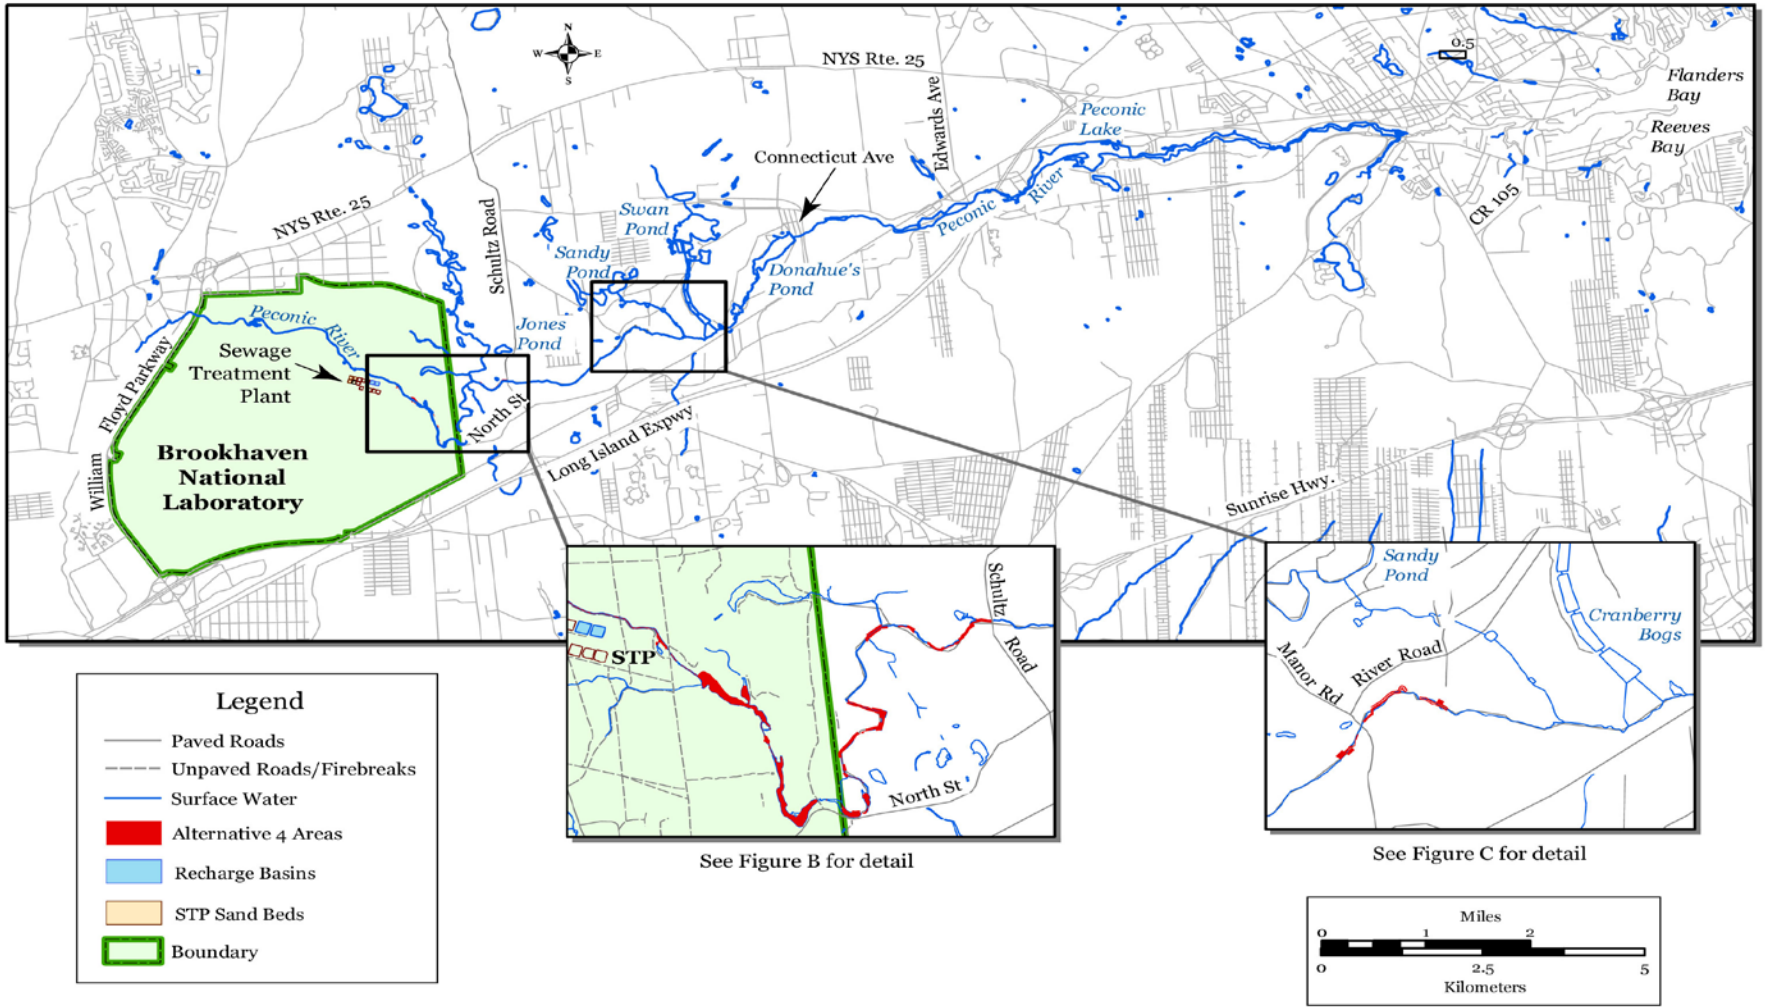 N
W
E
S
NYS Rte. 25
0.5
Flanders
Bay
Reeves
Bay
Edwards Ave
Peconic
Lake
Connecticut Ave
NYS Rte. 25
Schultz Road
Swan
Pond
Sandy
Pond
Peconic
River
CR 105
Donahue's
Pond
Jones
Pond
Peconic River
Sewage
Treatment
Plant
William
Floyd Parkway
North St
Brookhaven
National
Laboratory
Long Island Expwy
Sunrise Hwy.
STP
Schultz
Road
North St
See Figure B for detail
Sandy
Pond
Cranberry
Bogs
Manor Rd
River Road
See Figure C for detail
Legend
Paved Roads
Unpaved Roads/Firebreaks
Surface Water
Alternative 4 Areas
Recharge Basins
STP Sand Beds
Boundary
Miles
0 1 2
0 2.5 5
Kilometers